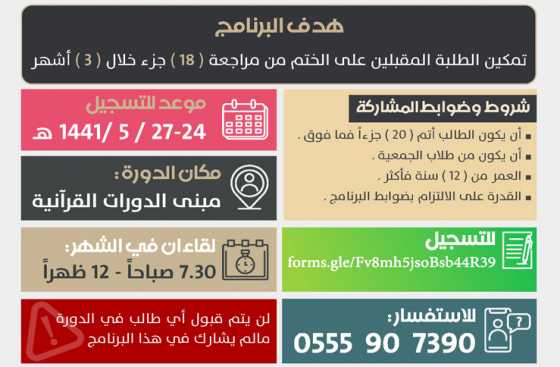 هدف البرنامج
تمكين الطلبة المقبلين على الختم من مراجعة ( 18 ) جزء خلال ( 3 ) أشهر
شروط وضوابط المشاركة
أن يكون الطالب أتم ( 20 ) جزءاً فما فوق .
أن يكون من طلاب الجمعية .
العمر من ( 12 ) سنة فأكثر .
القدرة على الالتزام بضوابط البرنامج .
موعد للتسجيل
24-27 / 5 /1441 هـ
مكان الدورة :
مبنى الدورات القرآنية
للتسجيل
forms.gle/Fv8mh5jsoBsb44R39
لقاءان في الشهر:
7.30 صباحاً - 12 ظهراً
للاستفسار:
0555 90 7390
لن يتم قبول أي طالب في الدورة
مالم يشارك في هذا البرنامج